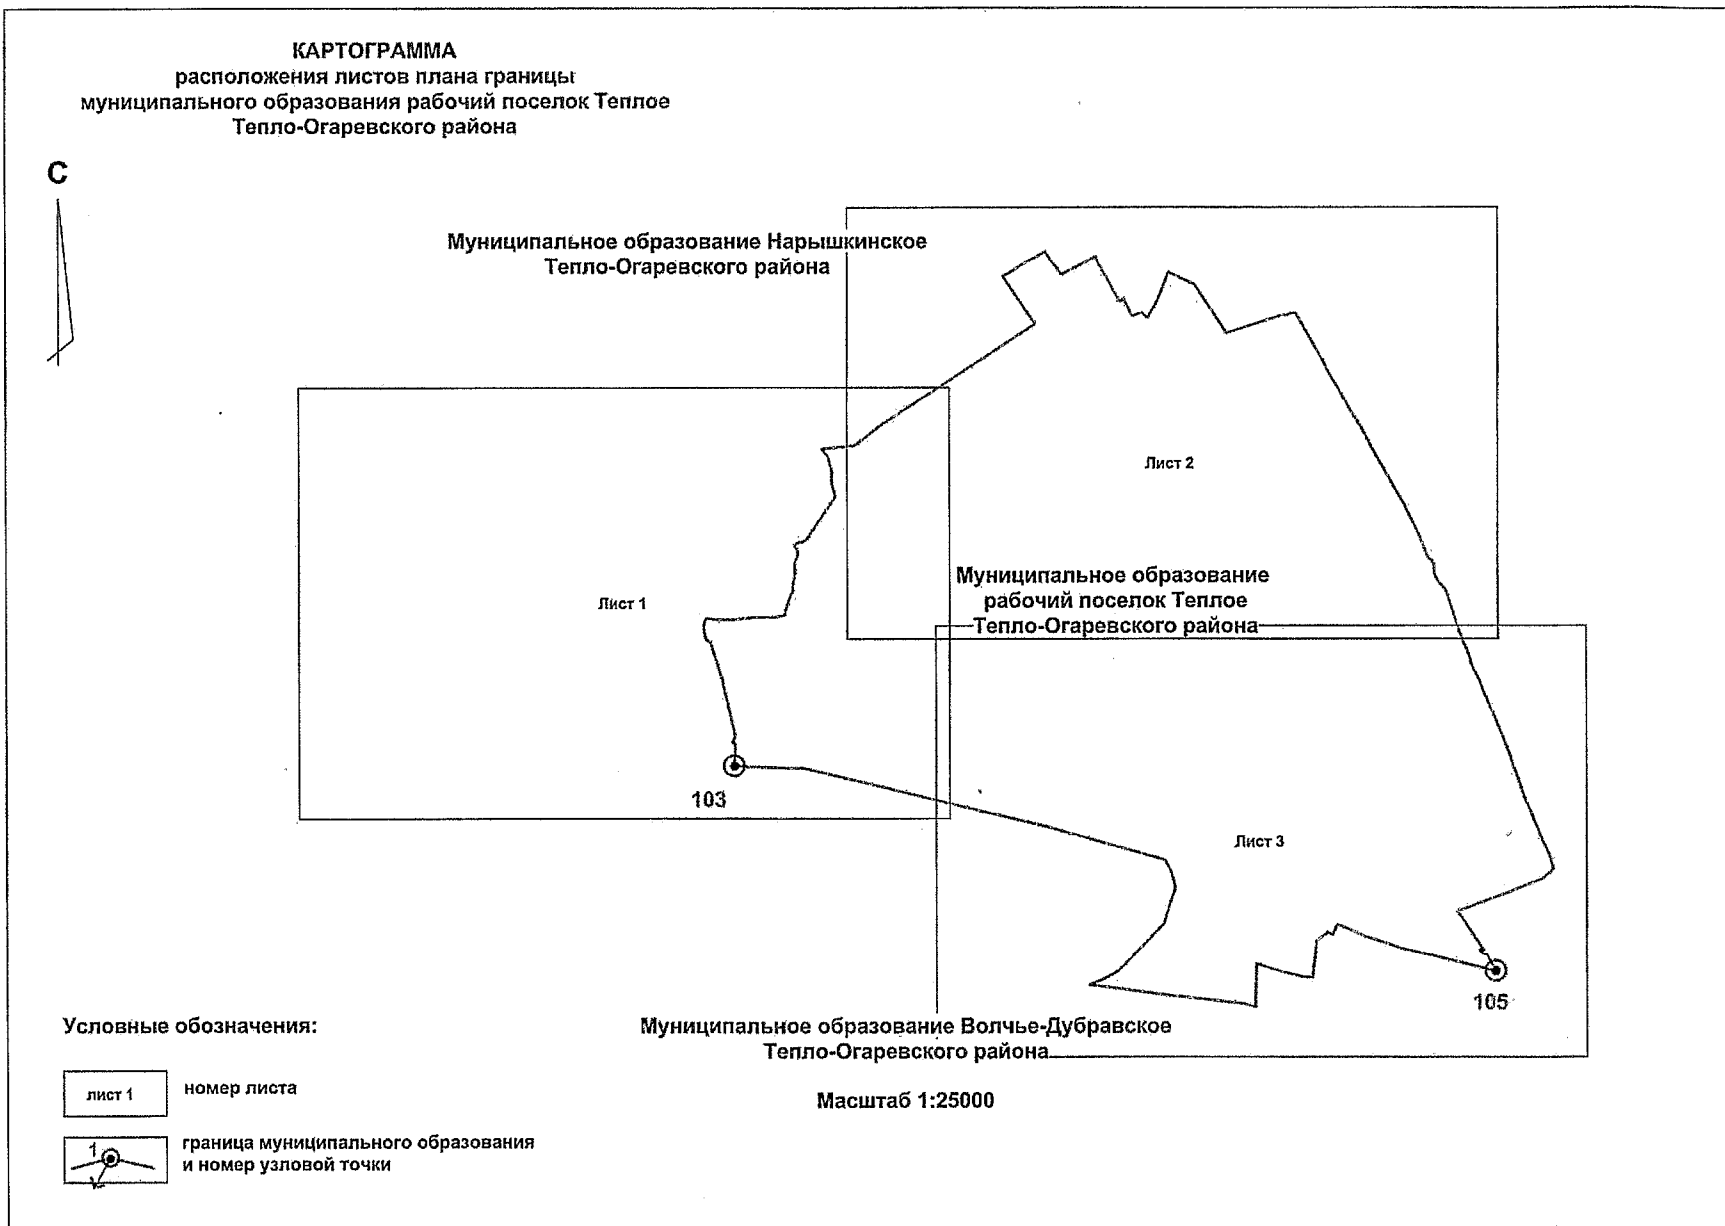 КАРТОГРАММА
расположения листов плана границы
муниципального образования рабочий поселок Теплое
Тепло-Огаревского района
С
Муниципальное образование Нарышкинское
Тепло-Огаревского района
Лист 2
Муниципальное образование
рабочий поселок Теплое
Тепло-Огаревского района
Лист 1
103
Лист 3
105
Муниципальное образование Волчье-Дубравское
Тепло-Огаревского района
Масштаб 1:25000
Условные обозначения:
лист 1
номер листа
1
граница муниципального образования
и номер узловой точки